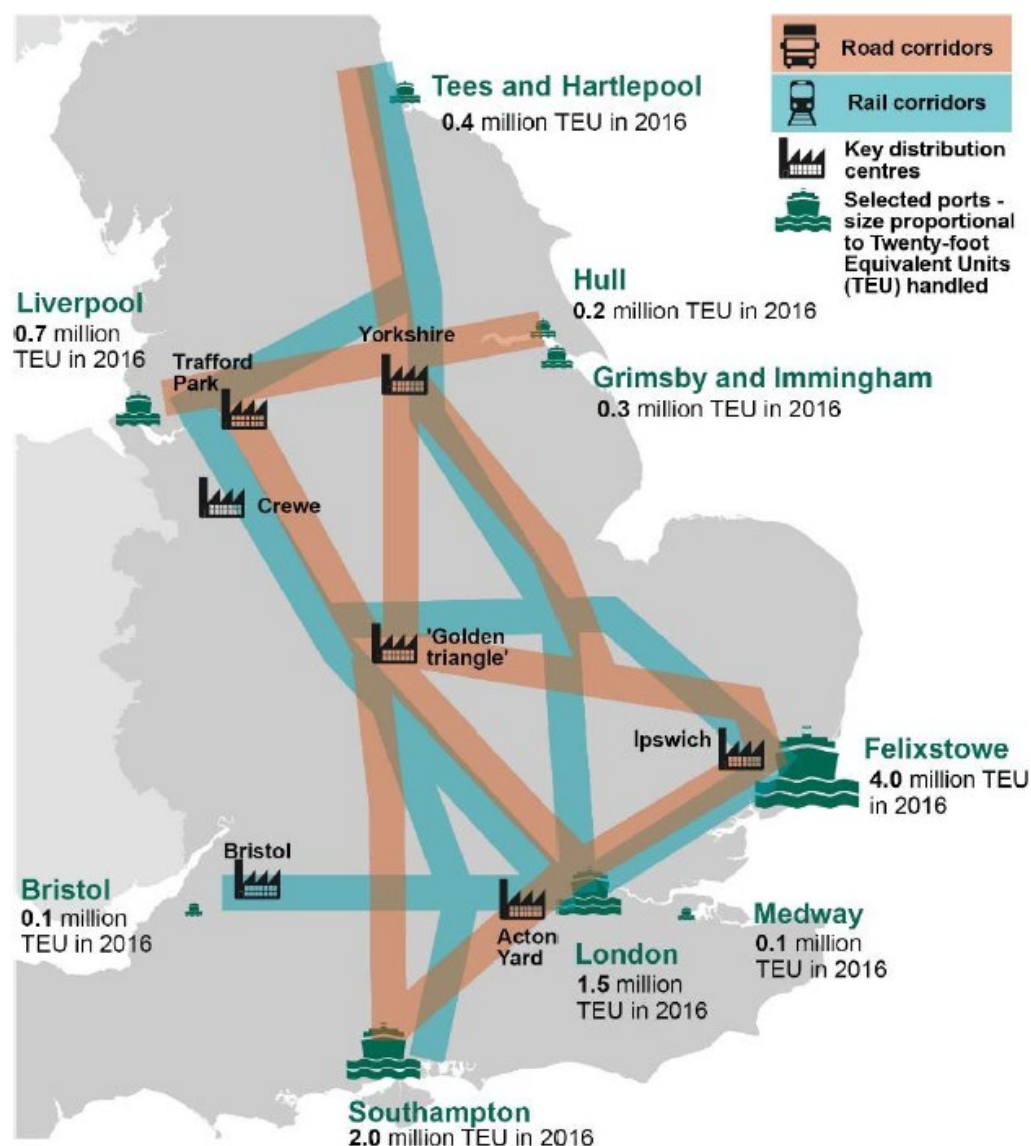 Road corridors
Rail corridors
Key distribution
centres
Selected ports -
size proportional
to Twenty-foot
Equivalent Units
(TEU) handled
Tees and Hartlepool
0.4 million TEU in 2016
Hull
0.2 million TEU in 2016
Liverpool
0.7 million
TEU in 2016
Yorkshire
Trafford
Park
Grimsby and Immingham
0.3 million TEU in 2016
Crewe
'Golden
triangle'
Ipswich
Felixstowe
4.0 million TEU
in 2016
Bristol
Bristol
0.1 million
TEU in 2016
Acton
Yard
London
1.5 million
TEU in 2016
Medway
0.1 million
TEU in 2016
Southampton
2.0 million TEU in 2016